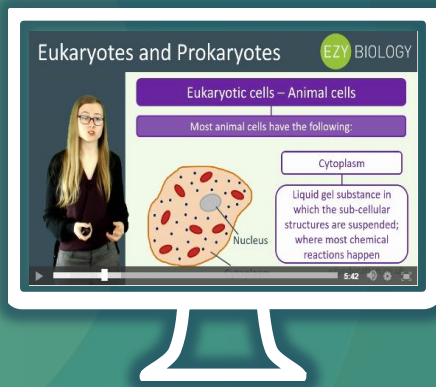 Eukaryotes and Prokaryotes
EZY BIOLOGY
Eukaryotic cells – Animal cells
Most animal cells have the following:
Cytoplasm
Liquid gel substance in
which the sub-cellular
structures are suspended;
where most chemical
reactions happen
Nucleus
5:42